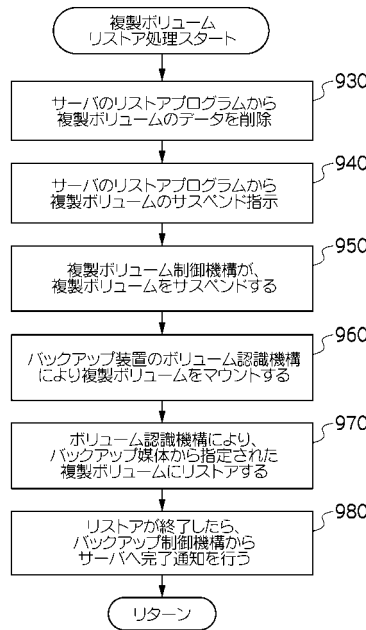 複製ボリューム
リストア処理スタート
930
サーバのリストアプログラムから
複製ボリュームのデータを削除
940
サーバのリストアプログラムから
複製ボリュームのサスペンド指示
950
複製ボリューム制御機構が、
複製ボリュームをサスペンドする
960
バックアップ装置のボリューム認識機構
により複製ボリュームをマウントする
970
ボリューム認識機構により、
バックアップ媒体から指定された
複製ボリュームにリストアする
980
リストアが終了したら、
バックアップ制御機構から
サーバへ完了通知を行う
リターン